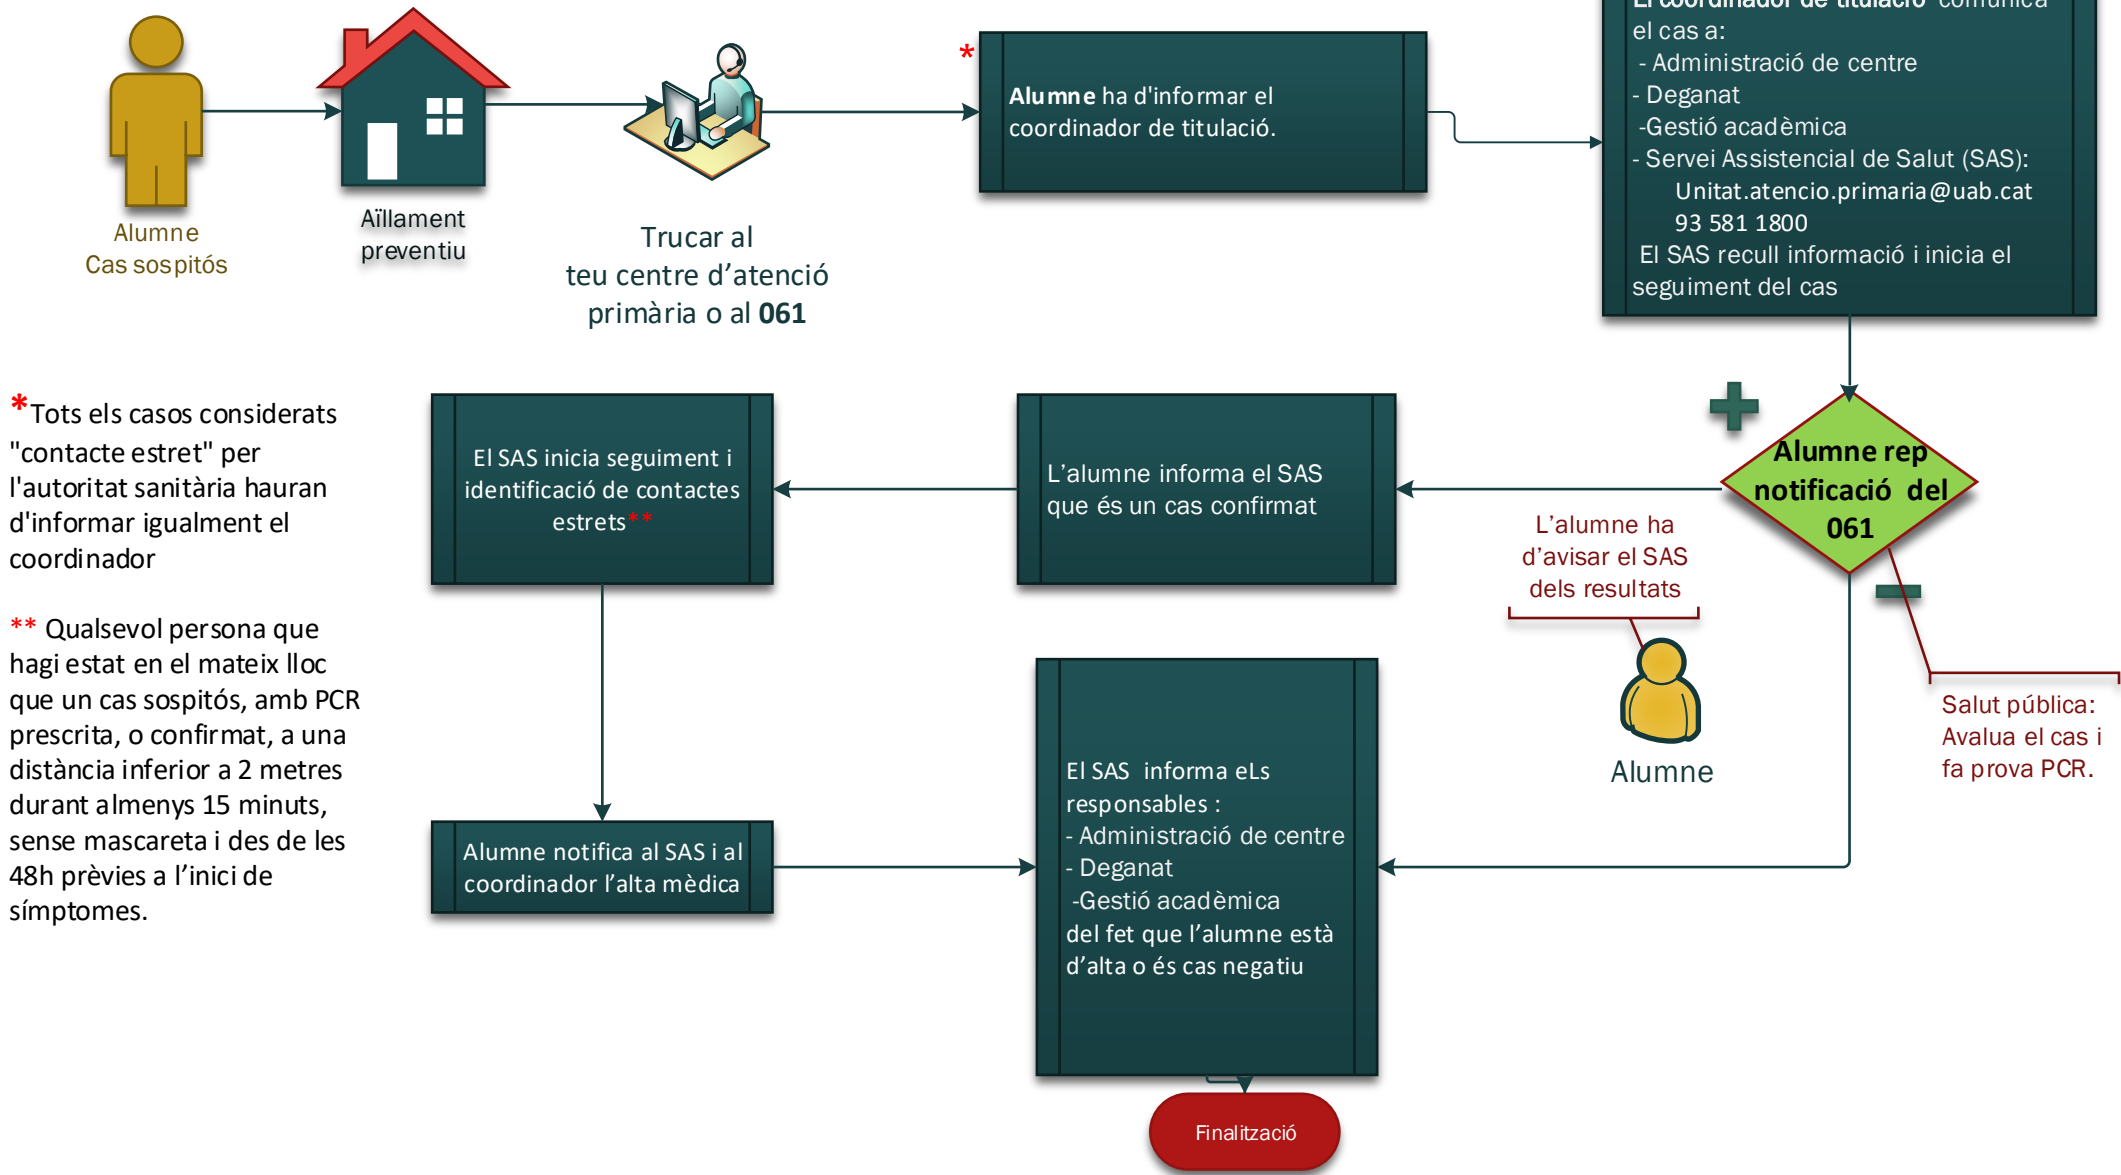 Alumne
Cas sospitós
Aïllament
preventiu
Trucar al
teu centre d’atenció
primària o al 061
*
Alumne ha d'informar el
coordinador de titulació.
El coordinador de titulació comunica
el cas a:
- Administració de centre
- Deganat
-Gestió acadèmica
- Servei Assistencial de Salut (SAS):
Unitat.atencio.primaria@uab.cat
93 581 1800
El SAS recull informació i inicia el
seguiment del cas
Alumne rep
notificació del
061
L’alumne ha
d’avisar el SAS
dels resultats
Alumne
Salut pública:
Avalua el cas i
fa prova PCR.
L’alumne informa el SAS
que és un cas confirmat
El SAS inicia seguiment i
identificació de contactes
estrets**
Alumne notifica al SAS i al
coordinador l’alta mèdica
El SAS informa eLs
responsables :
- Administració de centre
- Deganat
-Gestió acadèmica
del fet que l’alumne està
d’alta o és cas negatiu
Finalització
*Tots els casos considerats
"contacte estret" per
l'autoritat sanitària hauran
d'informar igualment el
coordinador
** Qualsevol persona que
hagi estat en el mateix lloc
que un cas sospitós, amb PCR
prescrita, o confirmat, a una
distància inferior a 2 metres
durant almenys 15 minuts,
sense mascareta i des de les
48h prèvies a l’inici de
símptomes.